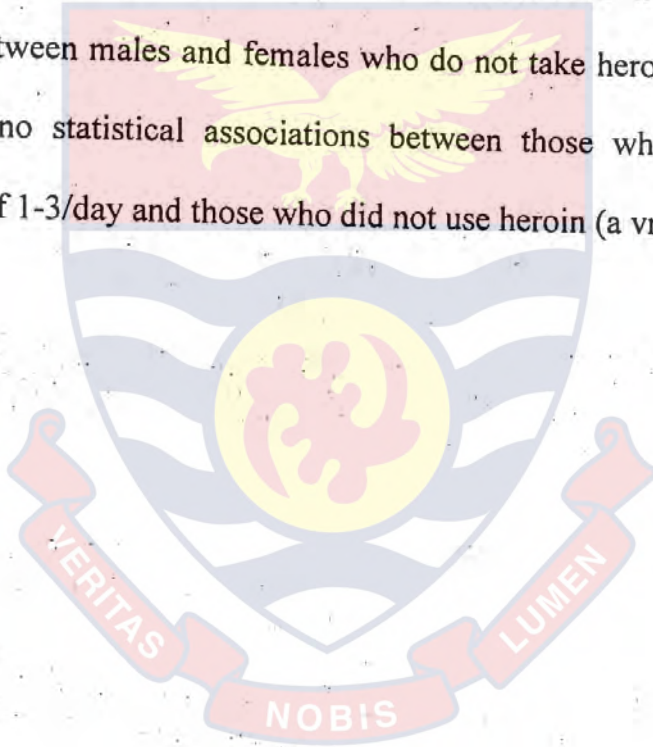 tween males and females who do not take hero
no statistical associations between those wh
f 1-3/day and those who did not use heroin (a vr
VERITAS
NOBIS
LUMEN